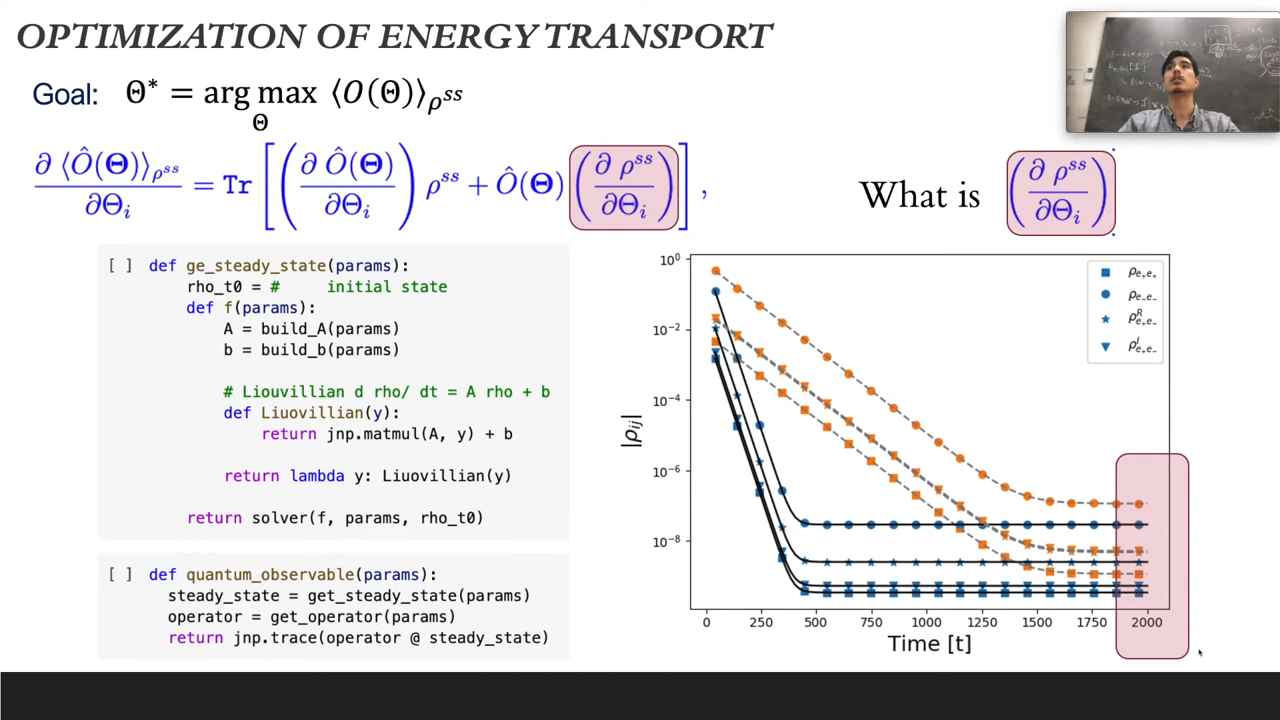 OPTIMIZATION OF ENERGY TRANSPORT
Goal: Θ* = arg max ⟨O(Θ)⟩ρ^ss
Θ
∂ ⟨Ô(Θ)⟩ρ^ss / ∂Θi = Tr [ ( ∂ Ô(Θ) / ∂Θi ) ρ^ss + Ô(Θ) ( ∂ ρ^ss / ∂Θi ) ] ,
What is ( ∂ ρ^ss / ∂Θi ) .
[ ] def ge_steady_state(params):
rho_t0 = # initial state
def f(params):
A = build_A(params)
b = build_b(params)
# Liouvillian d rho/ dt = A rho + b
def Liuovillian(y):
return jnp.matmul(A, y) + b
return lambda y: Liuovillian(y)
return solver(f, params, rho_t0)
[ ] def quantum_observable(params):
steady_state = get_steady_state(params)
operator = get_operator(params)
return jnp.trace(operator @ steady_state)
10^0
10^-2
10^-4
10^-6
10^-8
|ρij|
ρe+e+
ρe-e-
ρ^R e+e-
ρ^I e+e-
0 250 500 750 1000 1250 1500 1750 2000
Time [t]